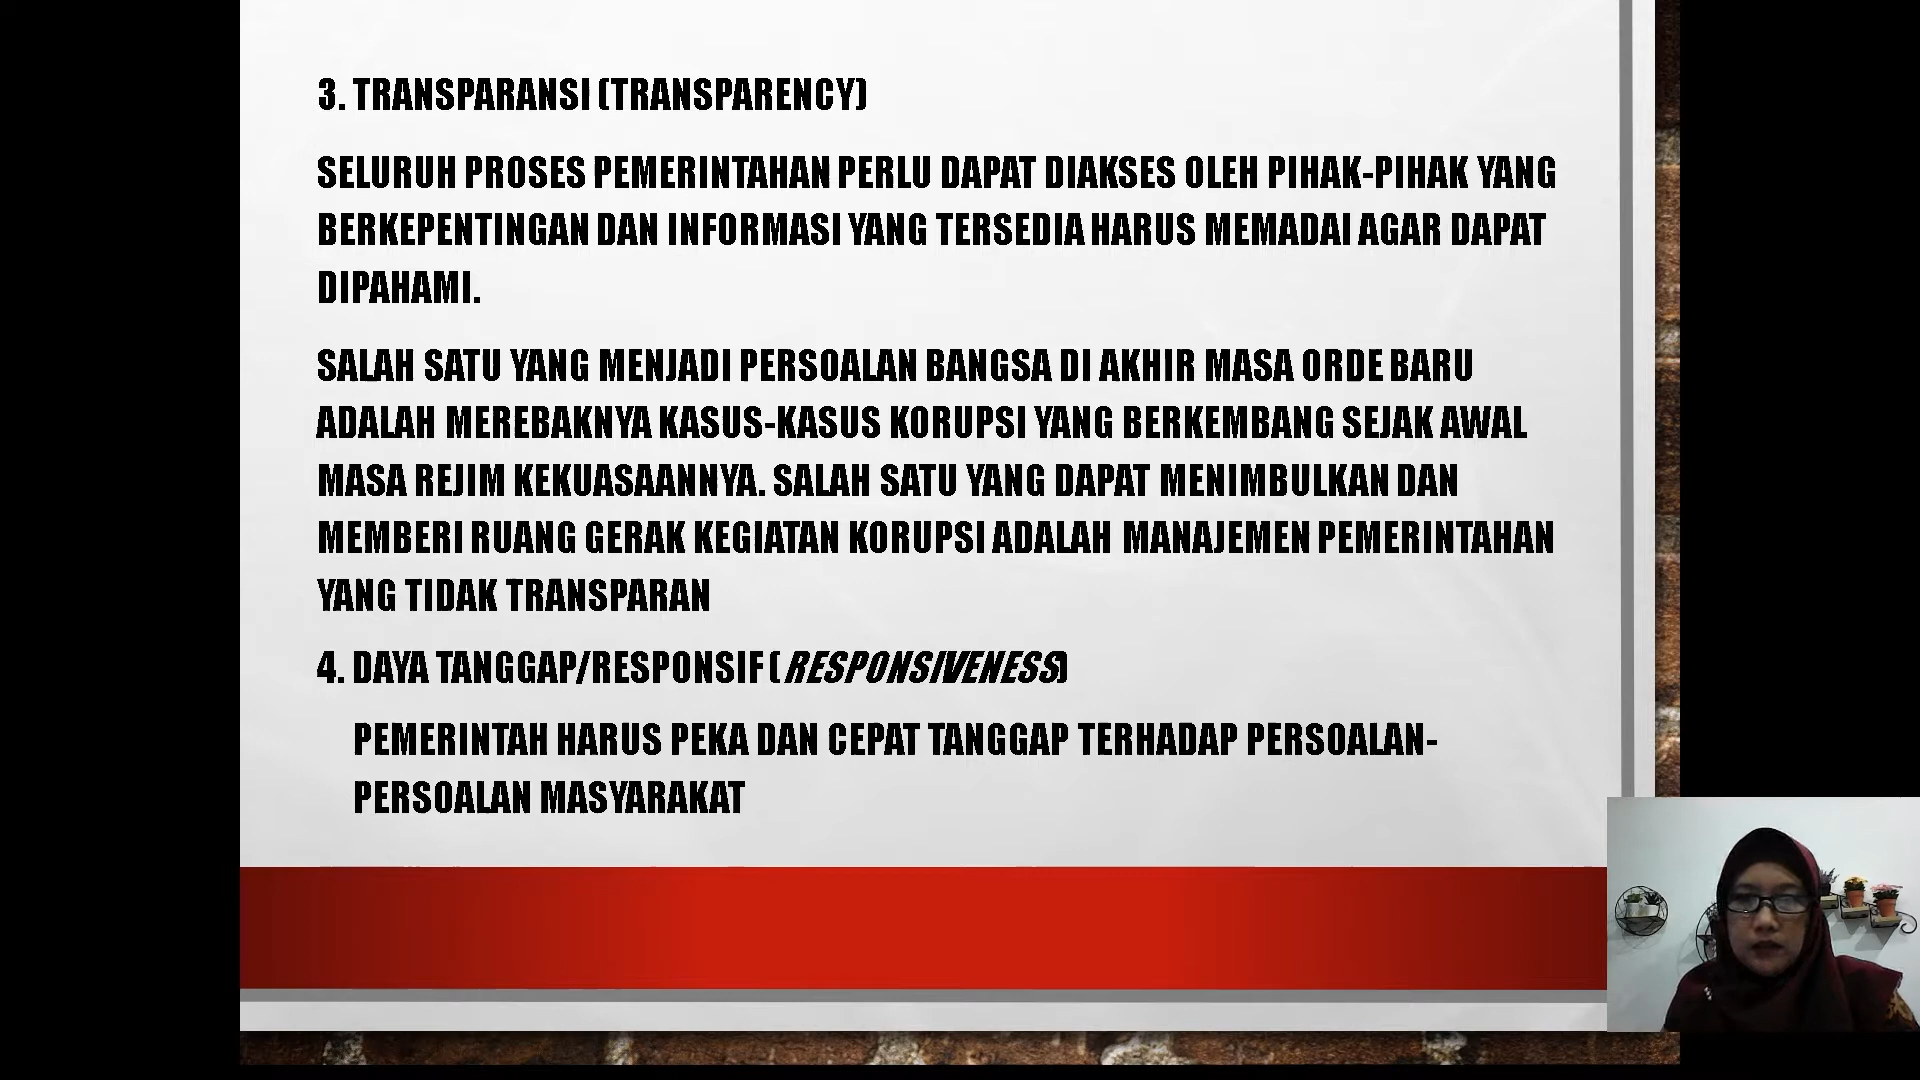 3. TRANSPARANSI (TRANSPARENCY)
SELURUH PROSES PEMERINTAHAN PERLU DAPAT DIAKSES OLEH PIHAK-PIHAK YANG
BERKEPENTINGAN DAN INFORMASI YANG TERSEDIA HARUS MEMADAI AGAR DAPAT
DIPAHAMI.
SALAH SATU YANG MENJADI PERSOALAN BANGSA DI AKHIR MASA ORDE BARU
ADALAH MEREBAKNYA KASUS-KASUS KORUPSI YANG BERKEMBANG SEJAK AWAL
MASA REJIM KEKUASAANNYA. SALAH SATU YANG DAPAT MENIMBULKAN DAN
MEMBERI RUANG GERAK KEGIATAN KORUPSI ADALAH MANAJEMEN PEMERINTAHAN
YANG TIDAK TRANSPARAN
4. DAYA TANGGAP/RESPONSIF ( RESPONSIVENESS)
PEMERINTAH HARUS PEKA DAN CEPAT TANGGAP TERHADAP PERSOALAN-
PERSOALAN MASYARAKAT